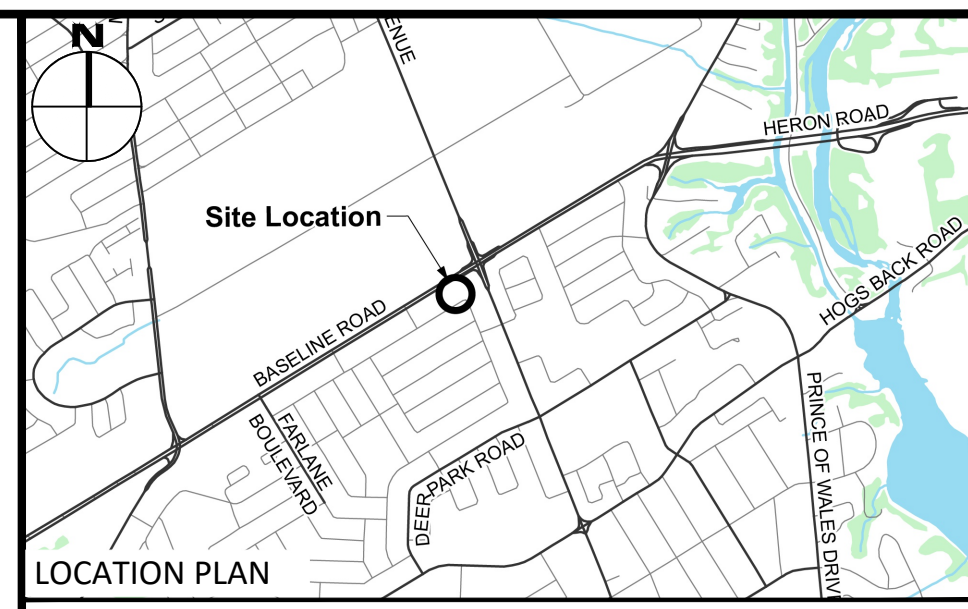 N
ENUE
HERON ROAD
Site Location
HOGS BACK ROAD
BASELINE ROAD
FARLANE
BOULEVARD
DEER PARK ROAD
PRINCE OF WALES DRIVE
LOCATION PLAN